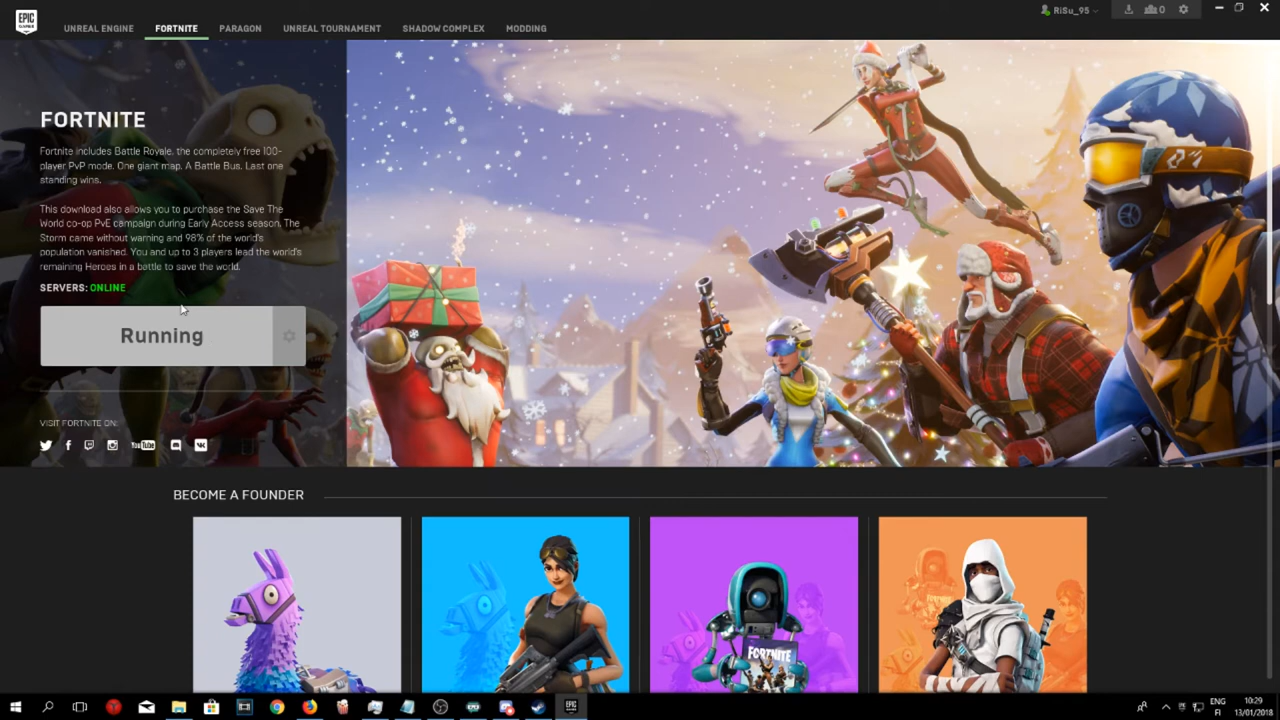 EPIC
GAMES
UNREAL ENGINE
FORTNITE
PARAGON
UNREAL TOURNAMENT
SHADOW COMPLEX
MODDING
RiSu_95
0
FORTNITE
Fortnite includes Battle Royale, the completely free 100-
player PvP mode. One giant map. A Battle Bus. Last one
standing wins.
This download also allows you to purchase the Save The
World co-op PvE campaign during Early Access season. The
Storm came without warning and 98% of the world's
population vanished. You and up to 3 players lead the world's
remaining Heroes in a battle to save the world.
SERVERS: ONLINE
Running
VISIT FORTNITE ON:
You Tube
BECOME A FOUNDER
FORTNITE
EPIC
ENG
FI
10:29
13/01/2018